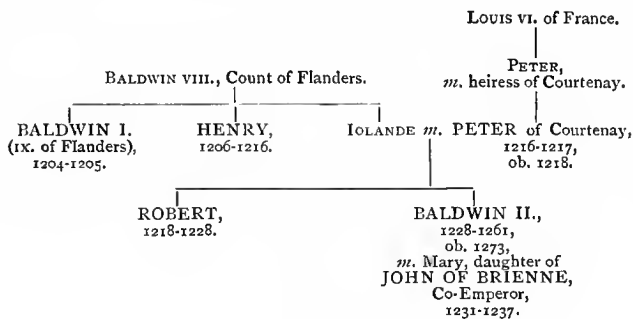 Louis VI. of France.
Peter,
m. heiress of Courtenay.
Baldwin VIII., Count of Flanders.
BALDWIN I.
(IX. of Flanders),
1204-1205.
HENRY,
1206-1216.
Iolande m. PETER of Courtenay,
1216-1217,
ob. 1218.
ROBERT,
1218-1228.
BALDWIN II.,
1228-1261,
ob. 1273,
m. Mary, daughter of
JOHN OF BRIENNE,
Co-Emperor,
1231-1237.